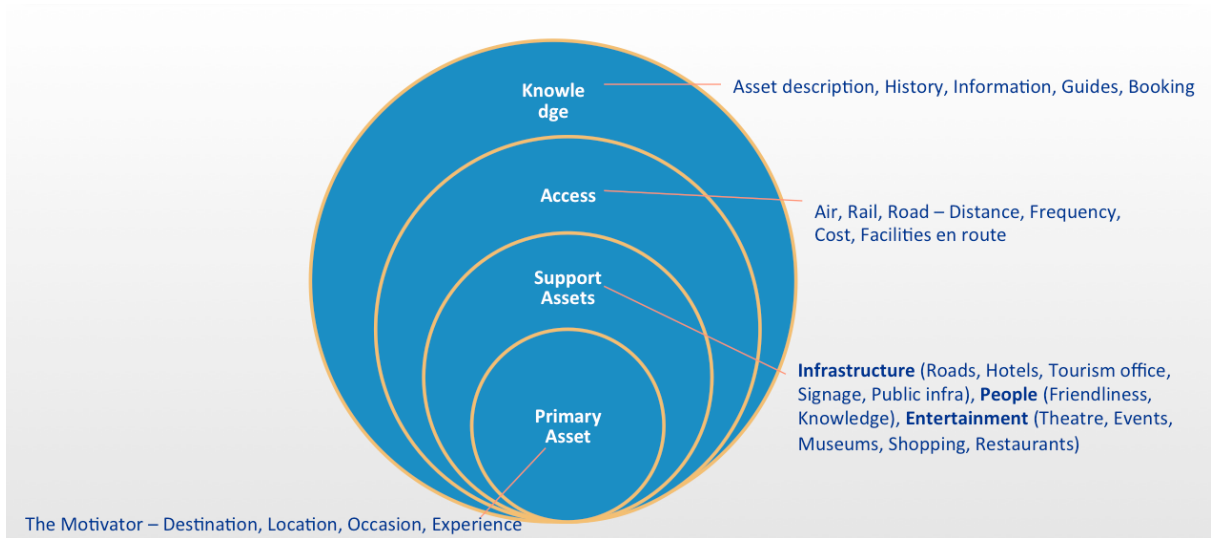 Knowle
dge
Asset description, History, Information, Guides, Booking
Access
Air, Rail, Road – Distance, Frequency,
Cost, Facilities en route
Support
Assets
Infrastructure (Roads, Hotels, Tourism office,
Signage, Public infra), People (Friendliness,
Knowledge), Entertainment (Theatre, Events,
Museums, Shopping, Restaurants)
Primary
Asset
The Motivator – Destination, Location, Occasion, Experience